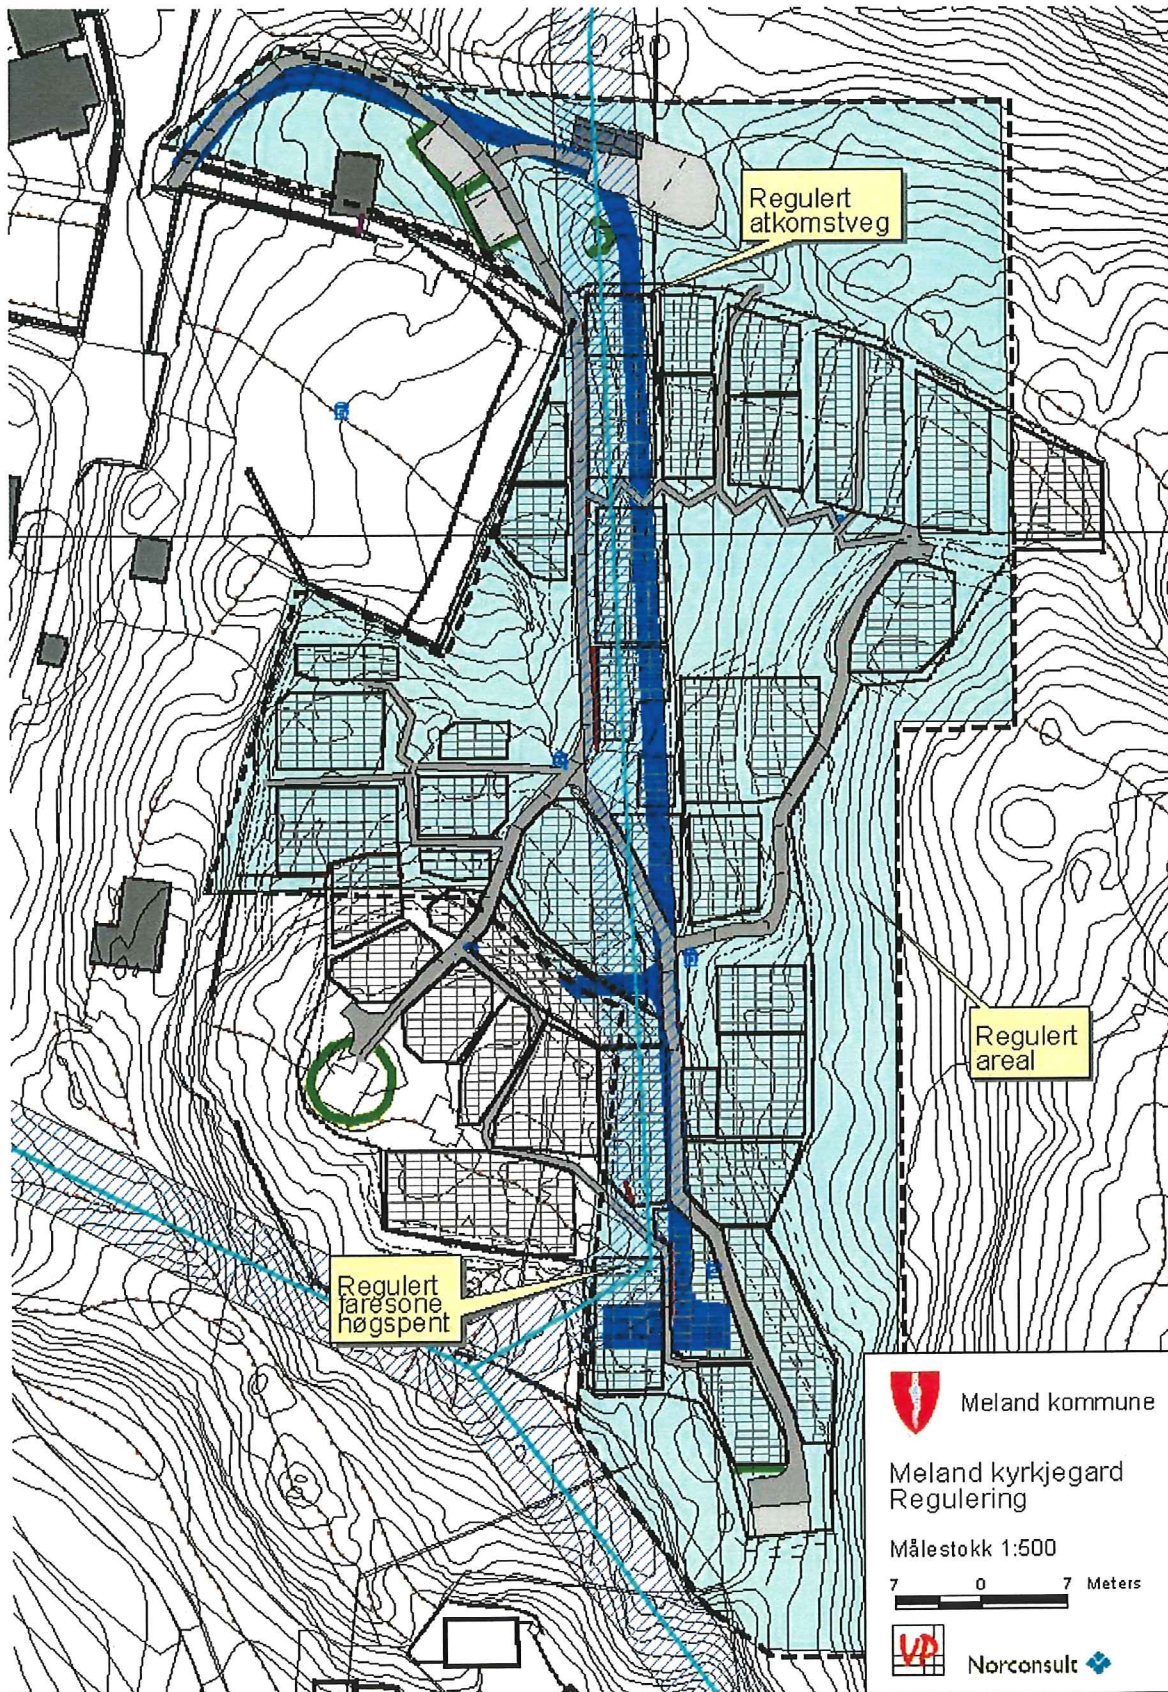 Regulert
atkomstveg
Regulert
areal
Regulert
faresone
høgspent
Meland kommune
Meland kyrkjegard
Regulering
Målestokk 1:500
7 0 7 Meters
VP
Norconsult